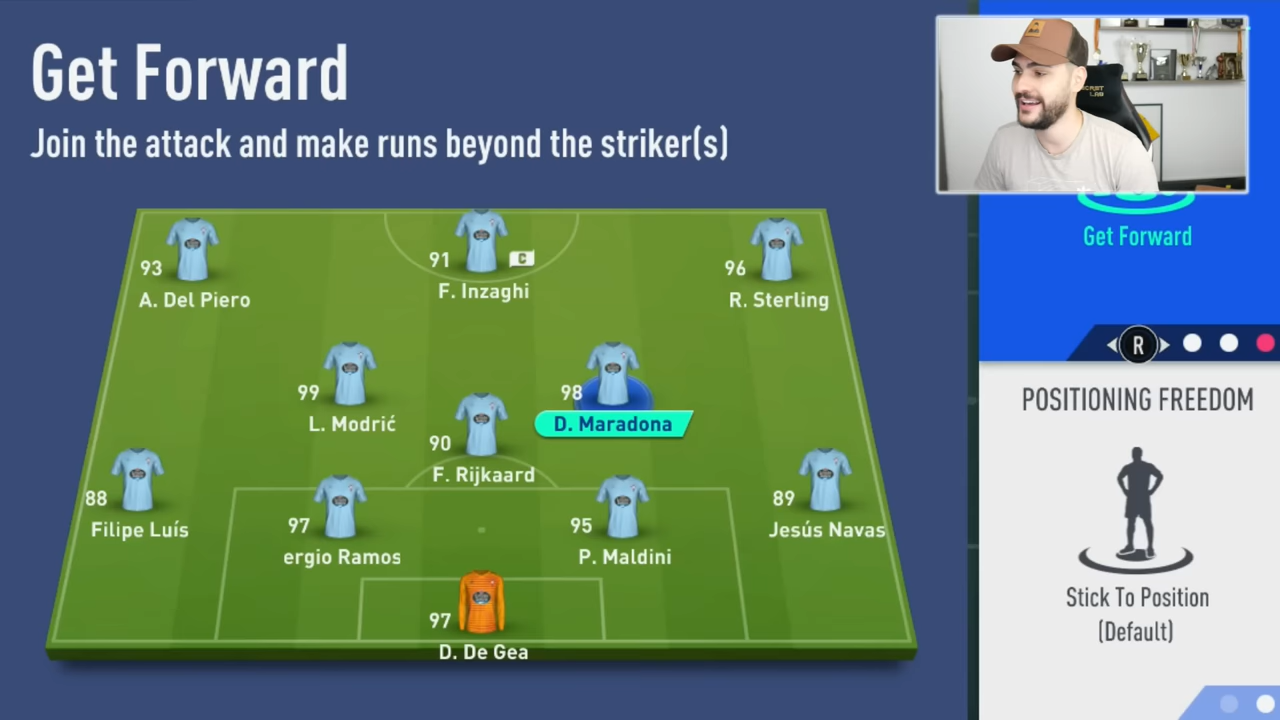 Get Forward
Join the attack and make runs beyond the striker(s)
93
A. Del Piero
91
C
F. Inzaghi
96
R. Sterling
99
L. Modrić
98
D. Maradona
90
F. Rijkaard
88
Filipe Luís
97
ergio Ramos
95
P. Maldini
89
Jesús Navas
97
D. De Gea
Get Forward
R
POSITIONING FREEDOM
Stick To Position
(Default)